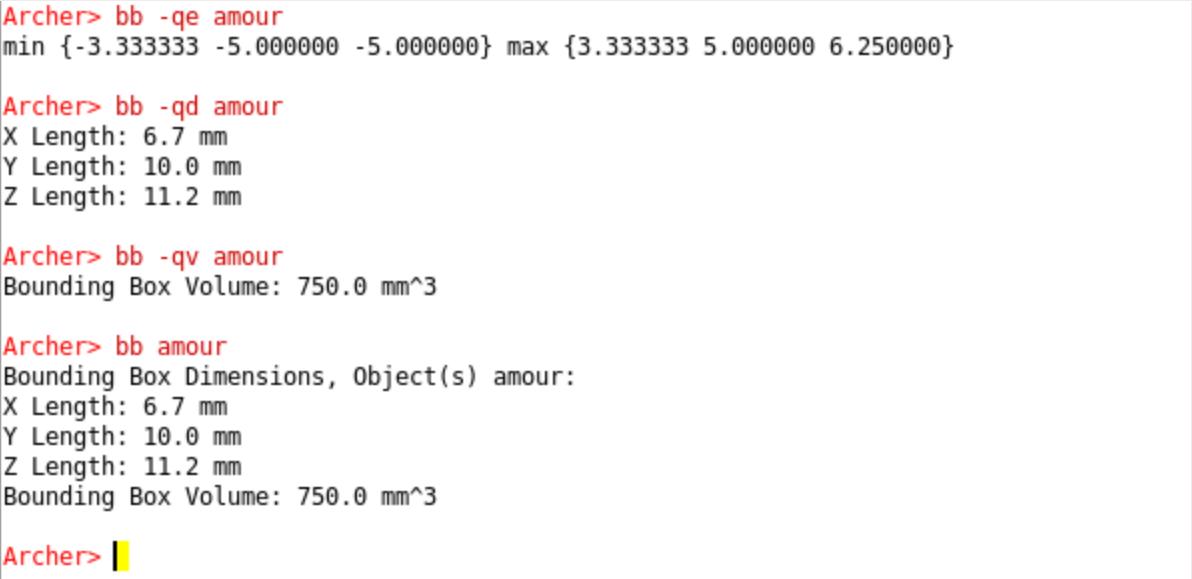 Archer> bb -qe amour
min {-3.333333 -5.000000 -5.000000} max {3.333333 5.000000 6.250000}
Archer> bb -qd amour
X Length: 6.7 mm
Y Length: 10.0 mm
Z Length: 11.2 mm
Archer> bb -qv amour
Bounding Box Volume: 750.0 mm^3
Archer> bb amour
Bounding Box Dimensions, Object(s) amour:
X Length: 6.7 mm
Y Length: 10.0 mm
Z Length: 11.2 mm
Bounding Box Volume: 750.0 mm^3
Archer>